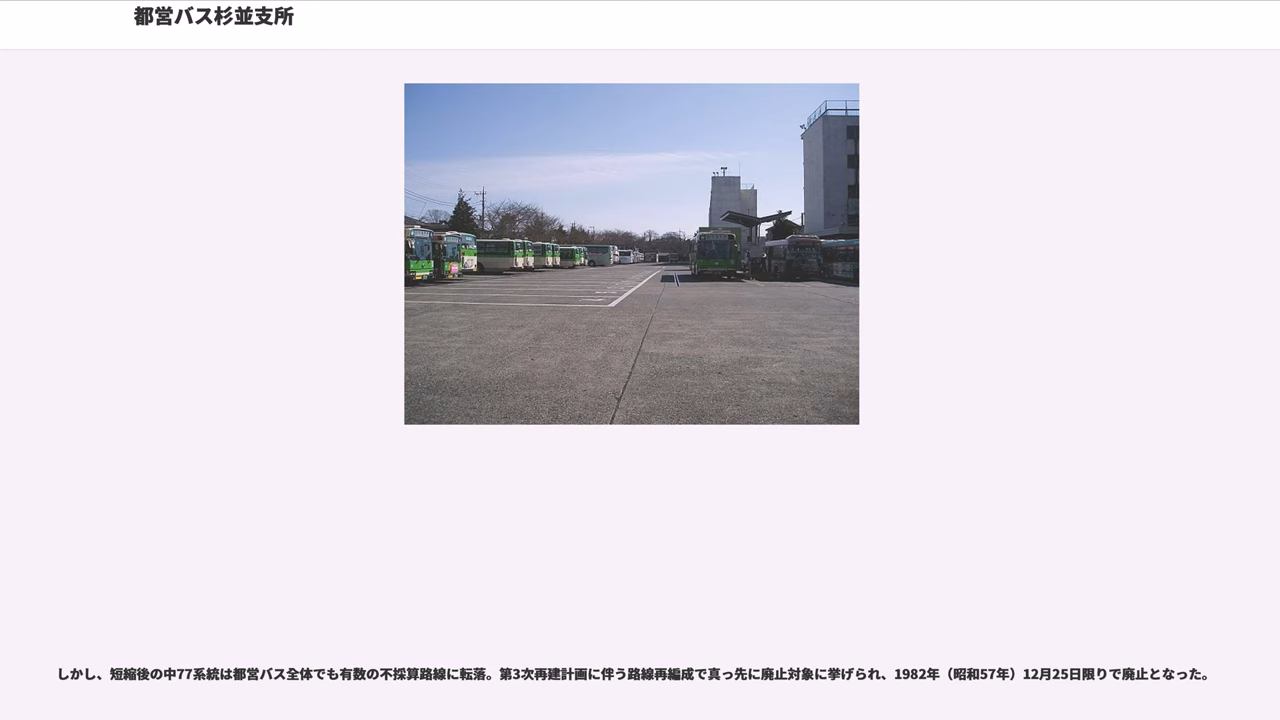 都営バス杉並支所
しかし、短縮後の中77系統は都営バス全体でも有数の不採算路線に転落。第3次再建計画に伴う路線再編成で真っ先に廃止対象に挙げられ、1982年（昭和57年）12月25日限りで廃止となった。